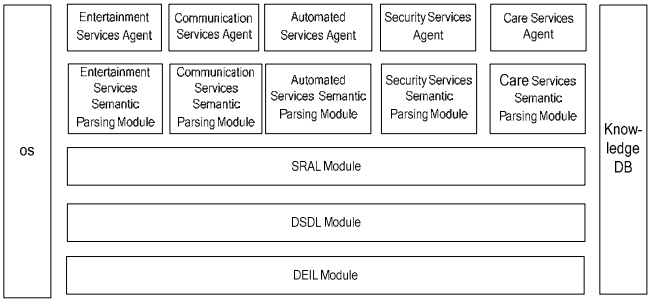 os
Entertainment
Services Agent
Communication
Services Agent
Automated
Services Agent
Security Services
Agent
Care Services
Agent
Entertainment
Services
Semantic
Parsing Module
Communication
Services
Semantic
Parsing Module
Automated
Services Semantic
Parsing Module
Security Services
Semantic
Parsing Module
Care Services
Semantic
Parsing Module
SRAL Module
DSDL Module
DEIL Module
Know-
ledge
DB